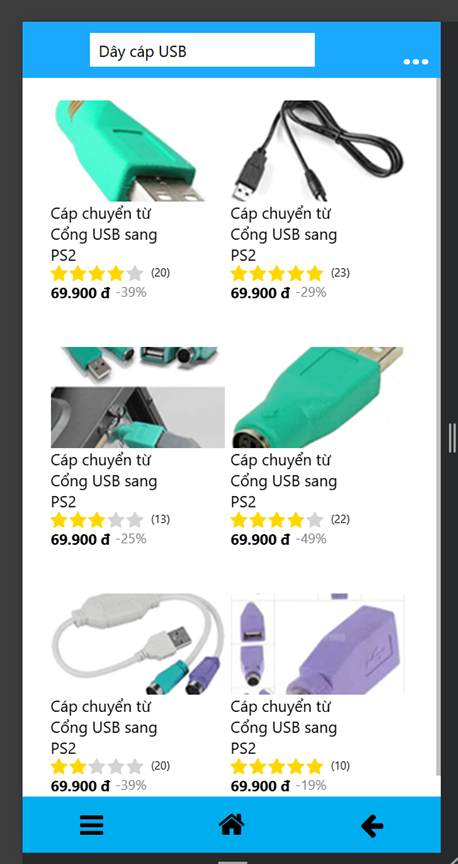 Dây cáp USB
Cáp chuyển từ
Cổng USB sang
PS2
(20)
69.900 đ -39%
Cáp chuyển từ
Cổng USB sang
PS2
(23)
69.900 đ -29%
Cáp chuyển từ
Cổng USB sang
PS2
(13)
69.900 đ -25%
Cáp chuyển từ
Cổng USB sang
PS2
(22)
69.900 đ -49%
Cáp chuyển từ
Cổng USB sang
PS2
(20)
69.900 đ -39%
Cáp chuyển từ
Cổng USB sang
PS2
(10)
69.900 đ -19%